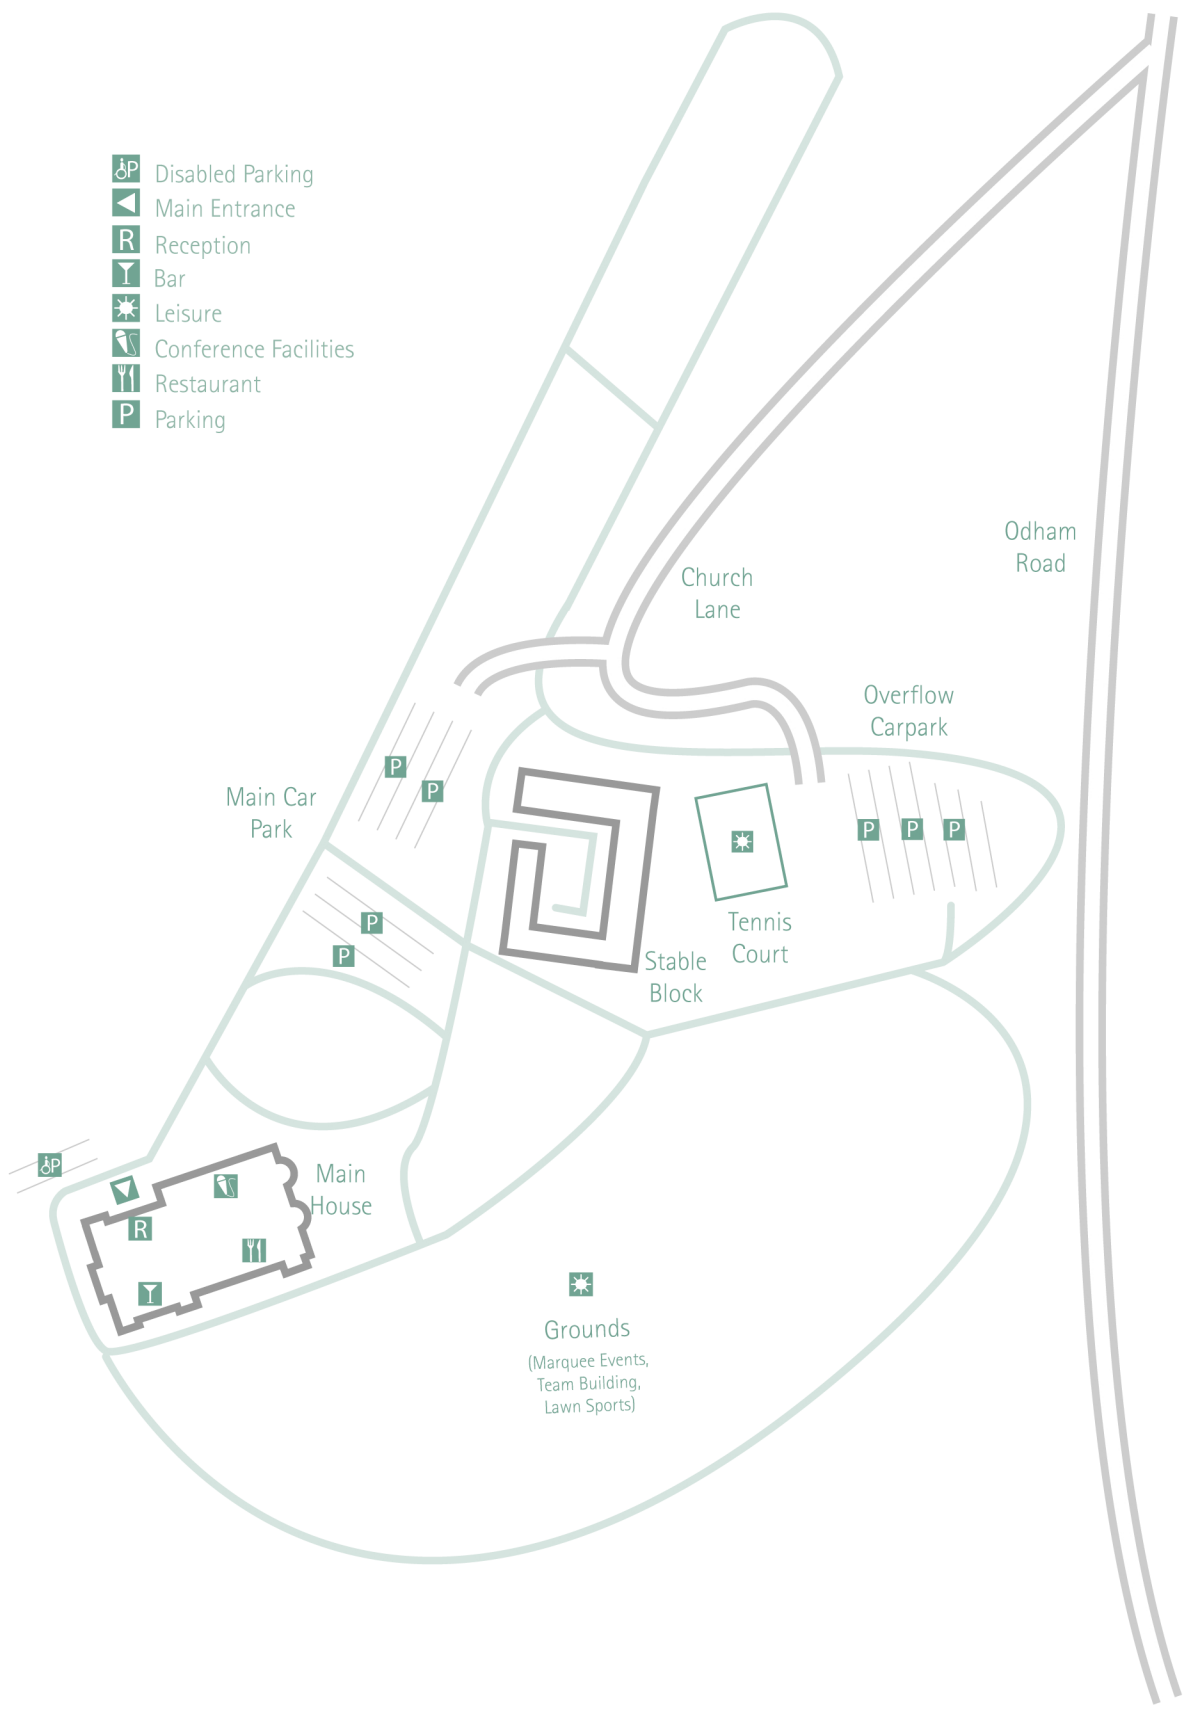 P
Disabled Parking
Main Entrance
R
Reception
Bar
Leisure
Conference Facilities
Restaurant
P
Parking
Odham
Road
Church
Lane
Overflow
Carpark
P
P
Main Car
Park
P
P
P
Tennis
Court
P
P
Stable
Block
P
Main
House
R
Grounds
(Marquee Events,
Team Building,
Lawn Sports)